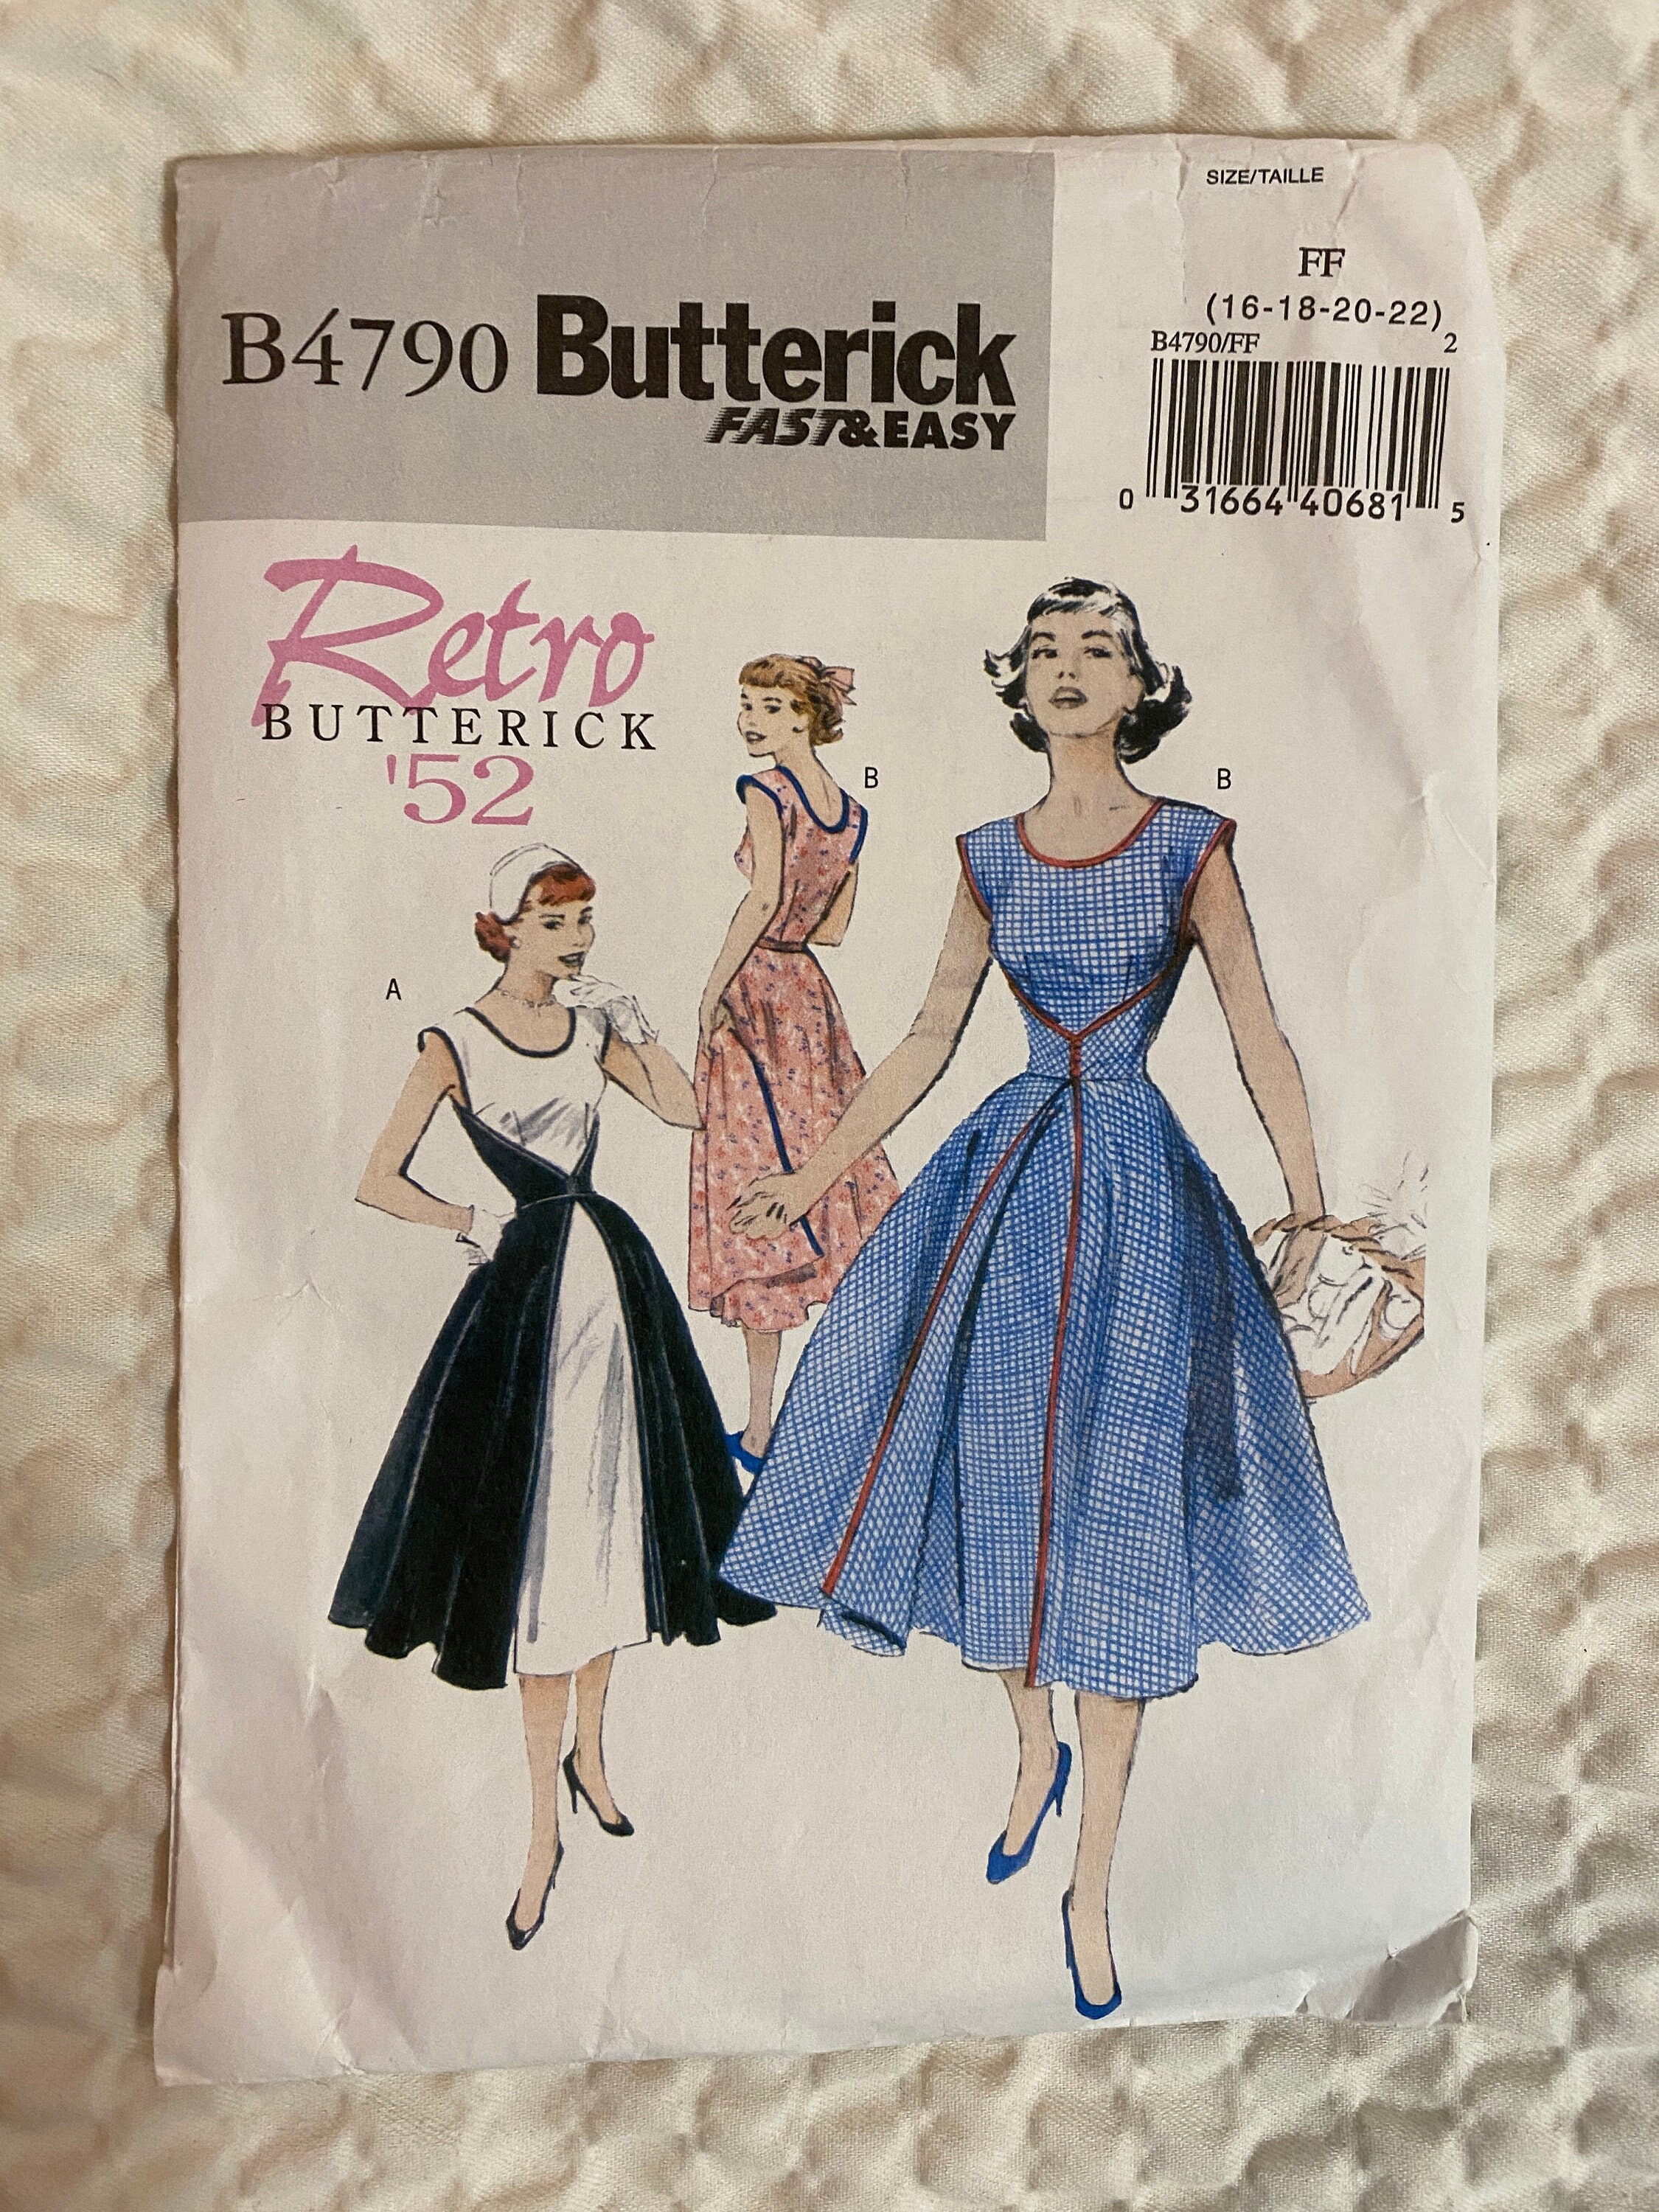 SIZE/TAILLE
FF
(16-18-20-22)
B4790/FF 2
0 31664 40681 5
B4790 Butterick
FAST&EASY
Retro
BUTTERICK
'52
B
B
A